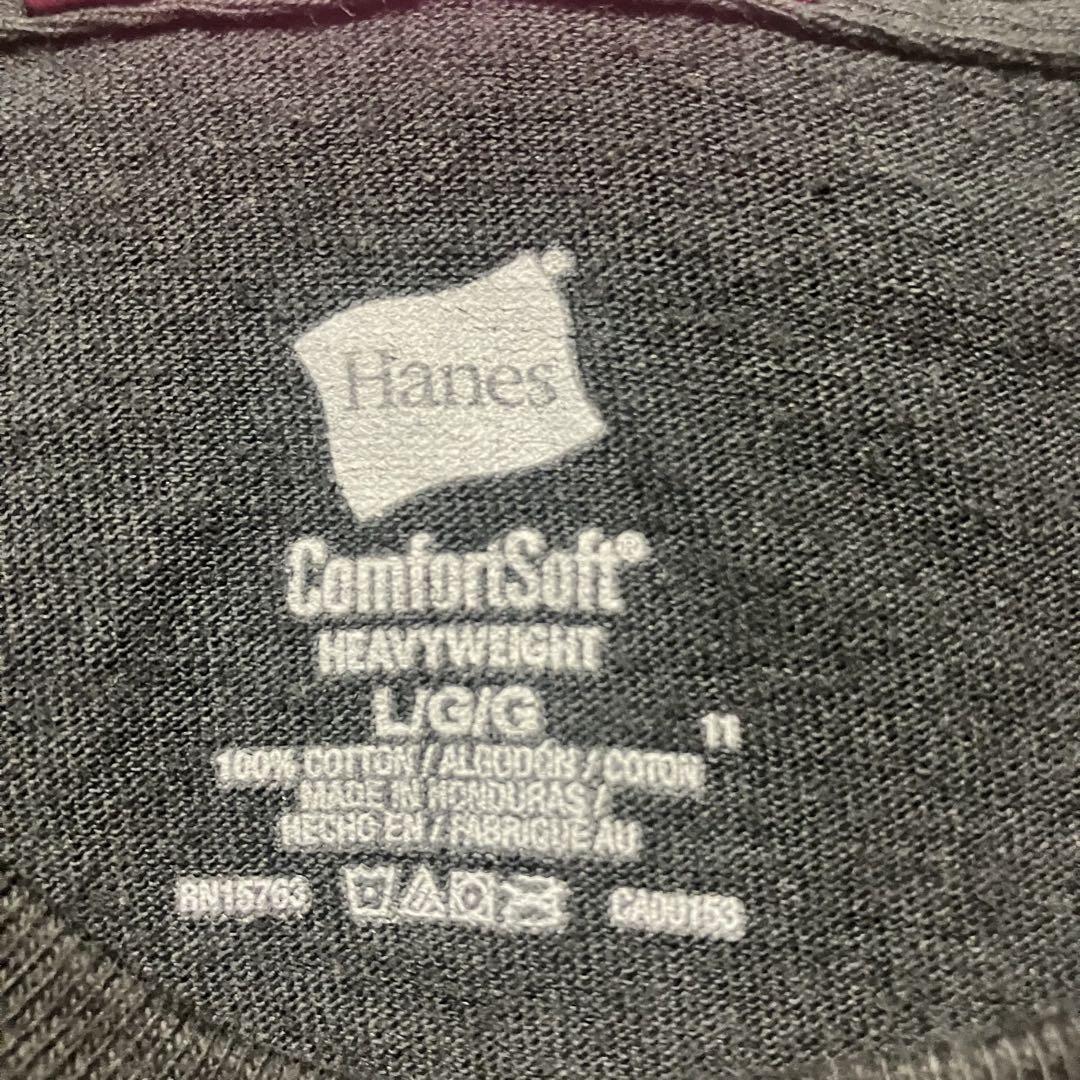 Hanes®
ComfortSoft®
HEAVYWEIGHT
L/G/G
11
100% COTTON / ALGODÓN / COTON
MADE IN HONDURAS /
HECHO EN / FABRIQUÉ AU
RN15763 CA00153